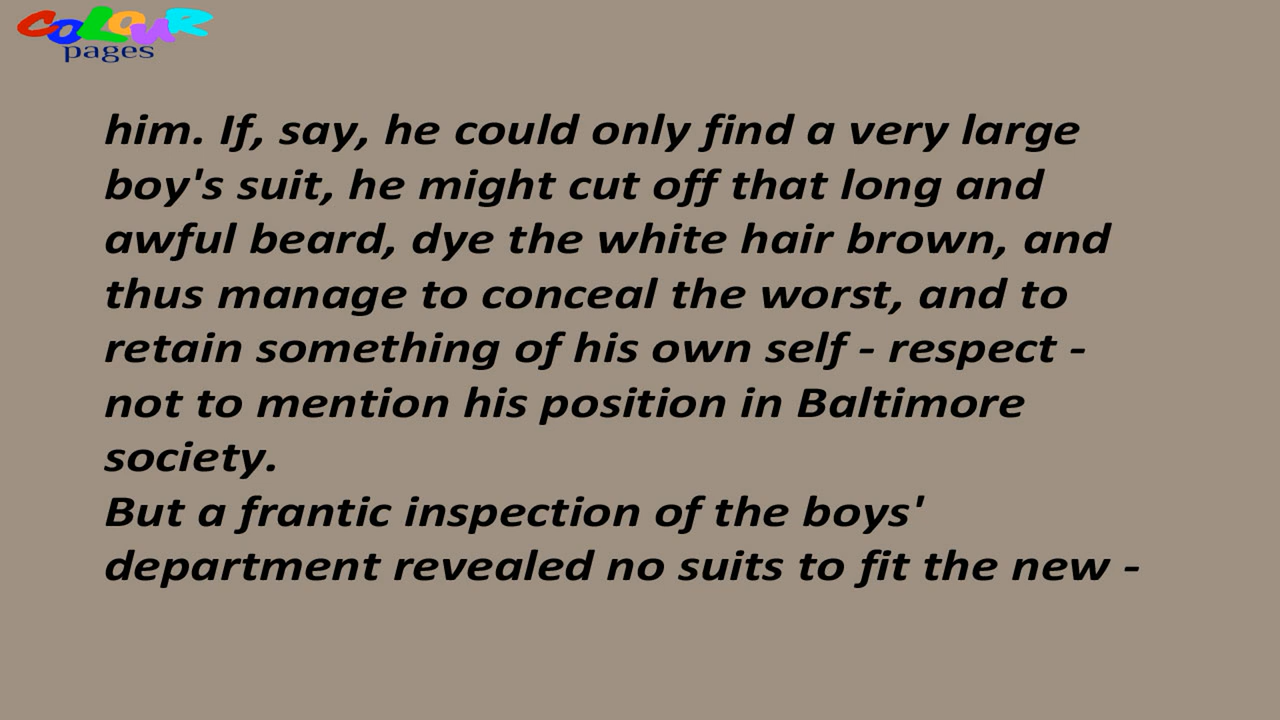 COLOUR
pages
him. If, say, he could only find a very large
boy's suit, he might cut off that long and
awful beard, dye the white hair brown, and
thus manage to conceal the worst, and to
retain something of his own self - respect -
not to mention his position in Baltimore
society.
But a frantic inspection of the boys'
department revealed no suits to fit the new -